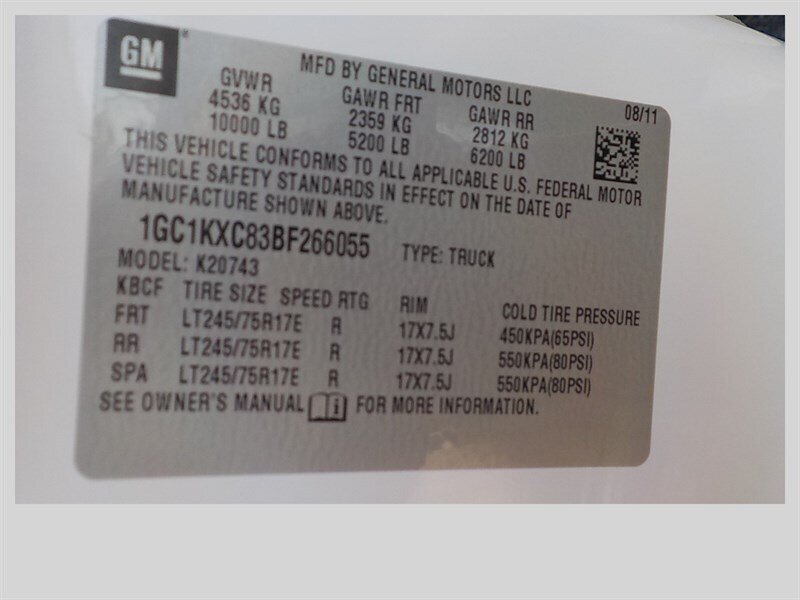 GM
MFD BY GENERAL MOTORS LLC
08/11
GVWR GAWR FRT GAWR RR
4536 KG 2359 KG 2812 KG
10000 LB 5200 LB 6200 LB
THIS VEHICLE CONFORMS TO ALL APPLICABLE U.S. FEDERAL MOTOR
VEHICLE SAFETY STANDARDS IN EFFECT ON THE DATE OF
MANUFACTURE SHOWN ABOVE.
1GC1KXC83BF266055 TYPE: TRUCK
MODEL: K20743
KBCF TIRE SIZE SPEED RTG RIM COLD TIRE PRESSURE
FRT LT245/75R17E R 17X7.5J 450KPA(65PSI)
RR LT245/75R17E R 17X7.5J 550KPA(80PSI)
SPA LT245/75R17E R 17X7.5J 550KPA(80PSI)
SEE OWNER'S MANUAL i FOR MORE INFORMATION.